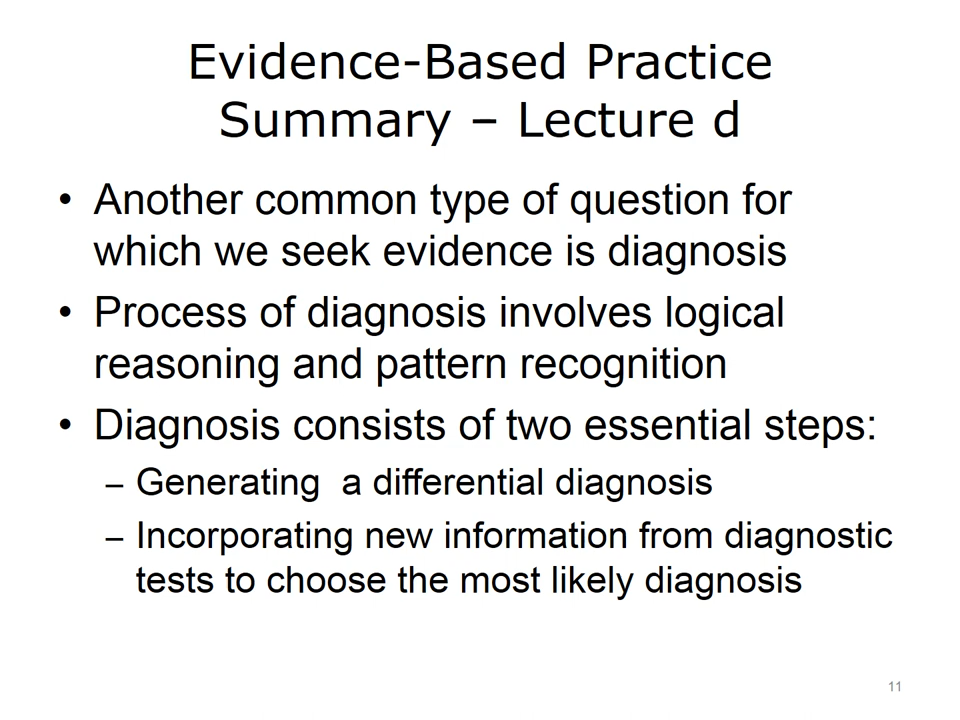 Evidence-Based Practice
Summary – Lecture d
• Another common type of question for
which we seek evidence is diagnosis
• Process of diagnosis involves logical
reasoning and pattern recognition
• Diagnosis consists of two essential steps:
– Generating  a differential diagnosis
– Incorporating new information from diagnostic
tests to choose the most likely diagnosis
11